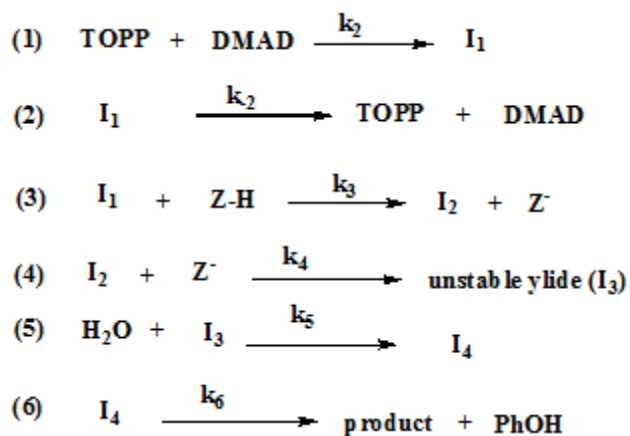 (1) TOPP + DMAD k₂ I₁
(2) I₁ k₋₂ TOPP + DMAD
(3) I₁ + Z-H k₃ I₂ + Z⁻
(4) I₂ + Z⁻ k₄ unstable ylide (I₃)
(5) H₂O + I₃ k₅ I₄
(6) I₄ k₆ product + PhOH